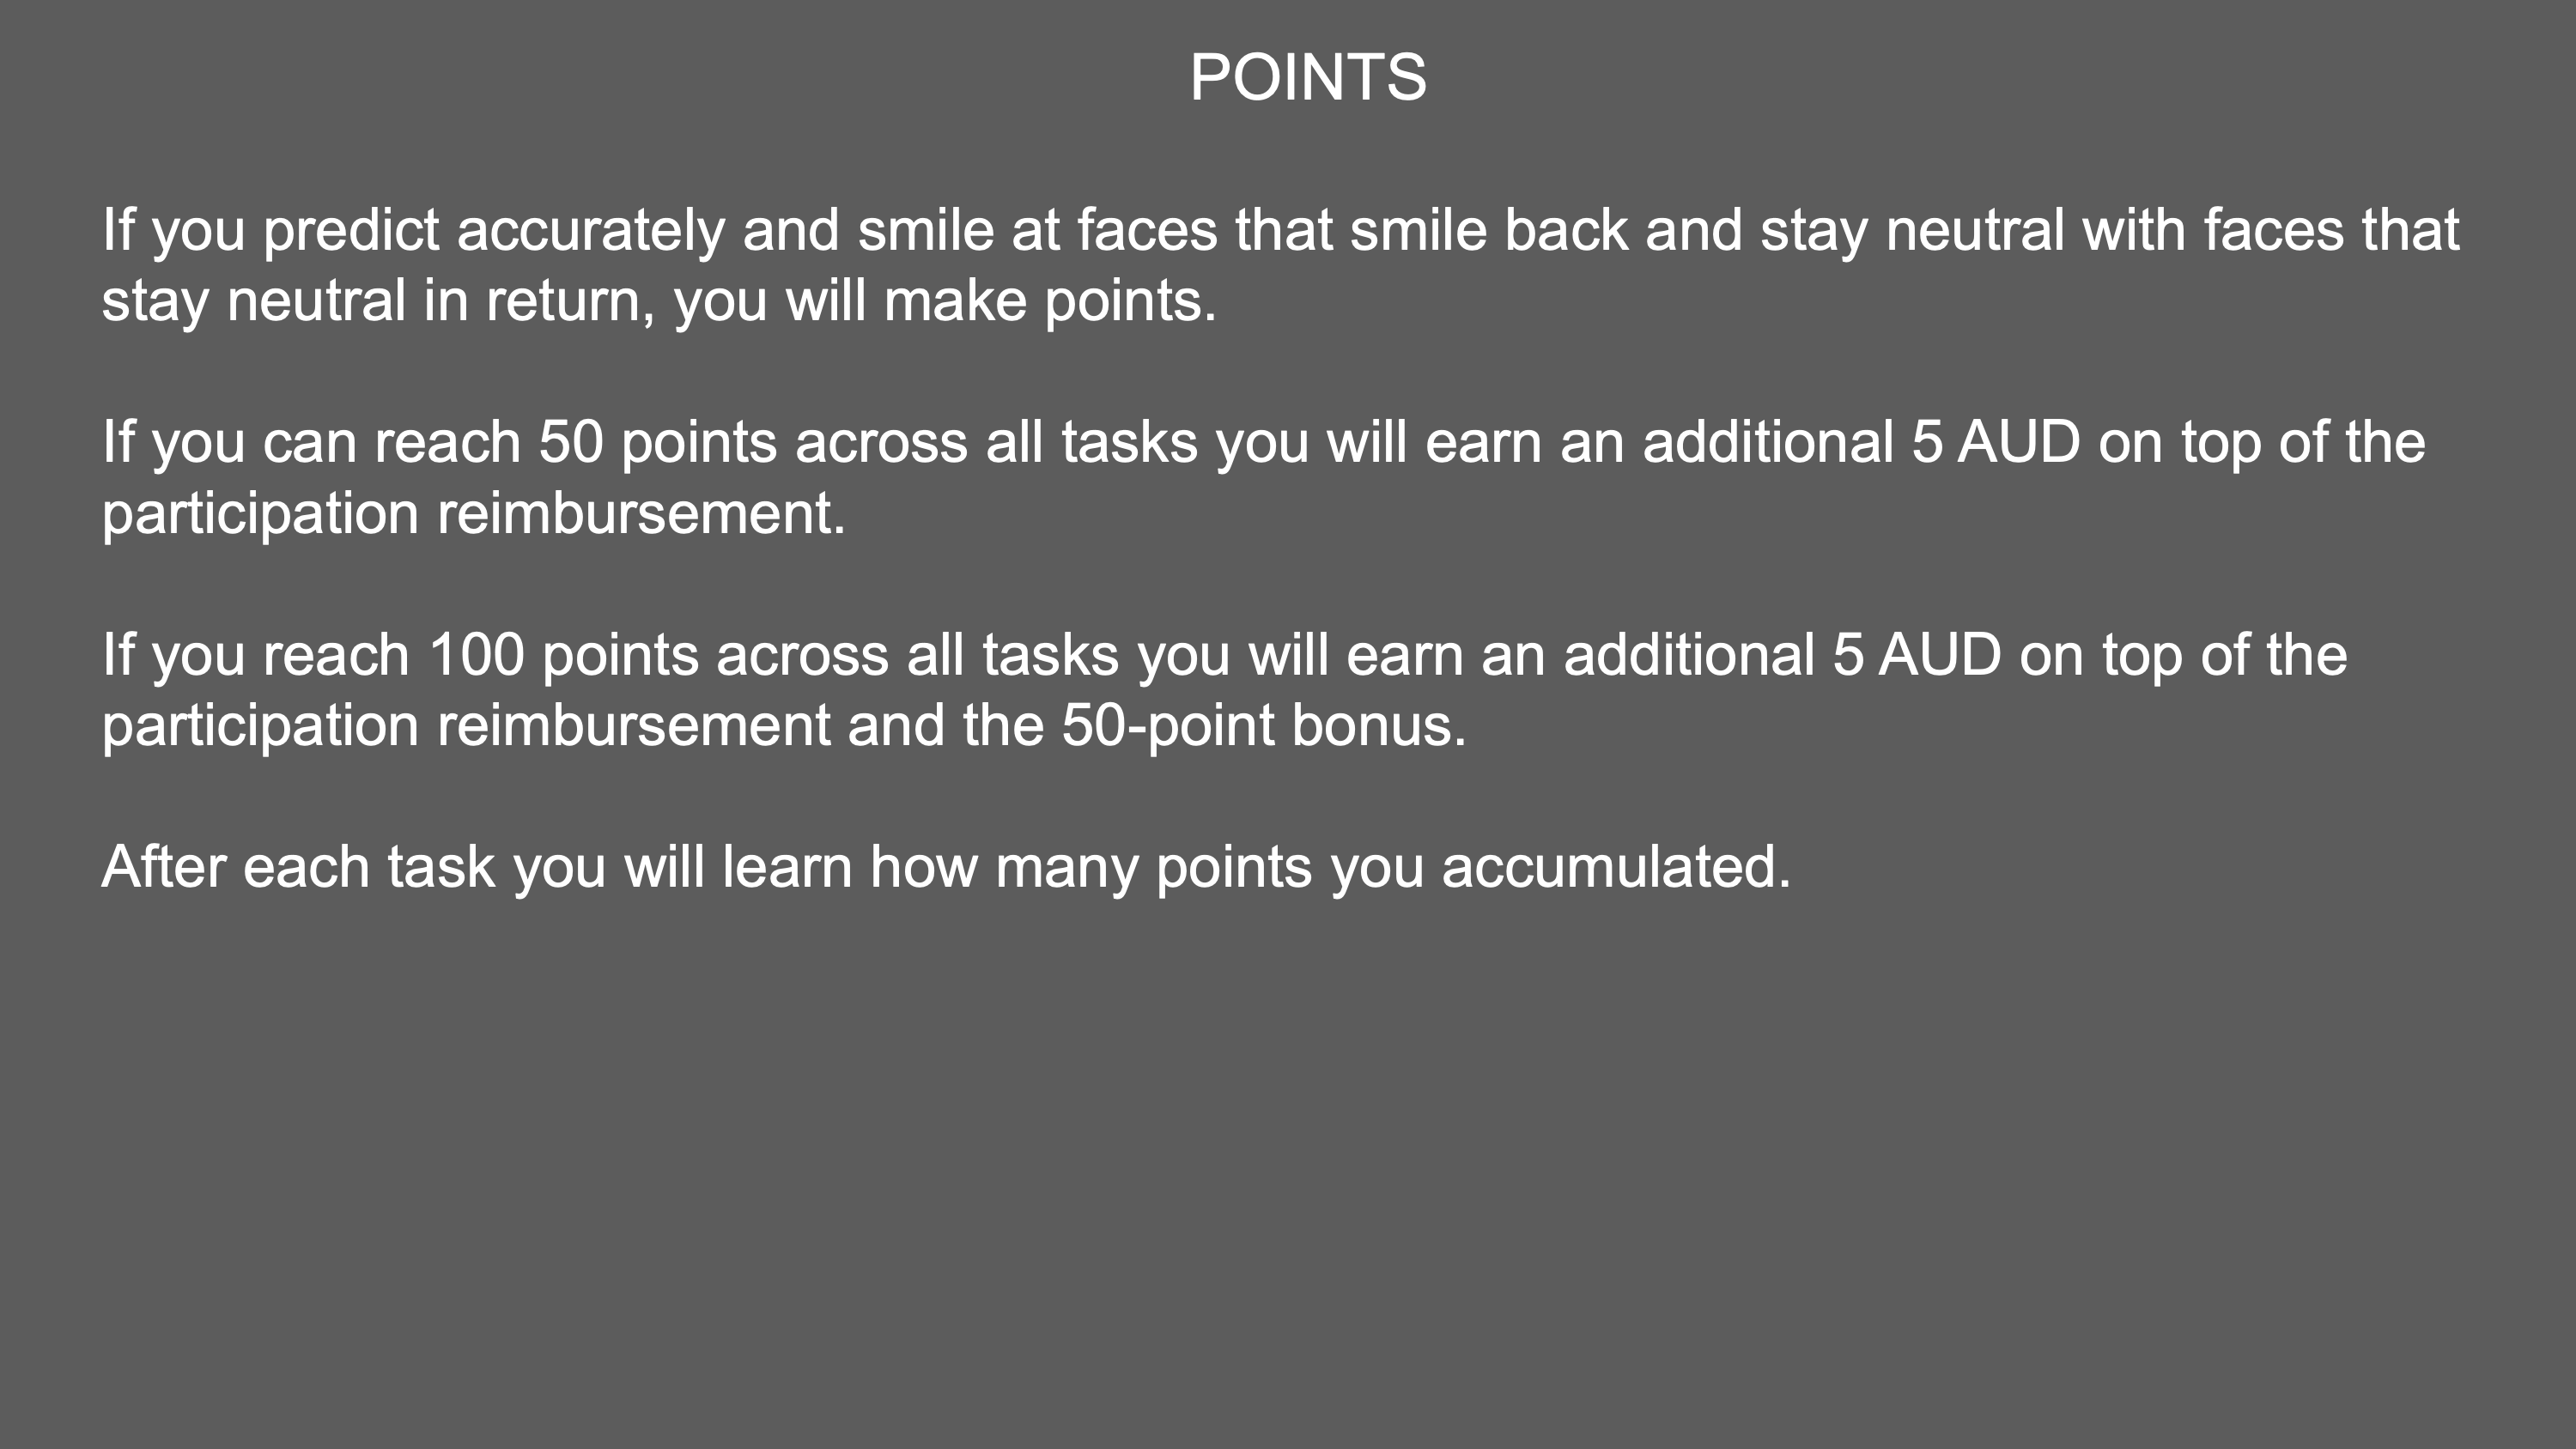 POINTS
If you predict accurately and smile at faces that smile back and stay neutral with faces that
stay neutral in return, you will make points.
If you can reach 50 points across all tasks you will earn an additional 5 AUD on top of the
participation reimbursement.
If you reach 100 points across all tasks you will earn an additional 5 AUD on top of the
participation reimbursement and the 50-point bonus.
After each task you will learn how many points you accumulated.